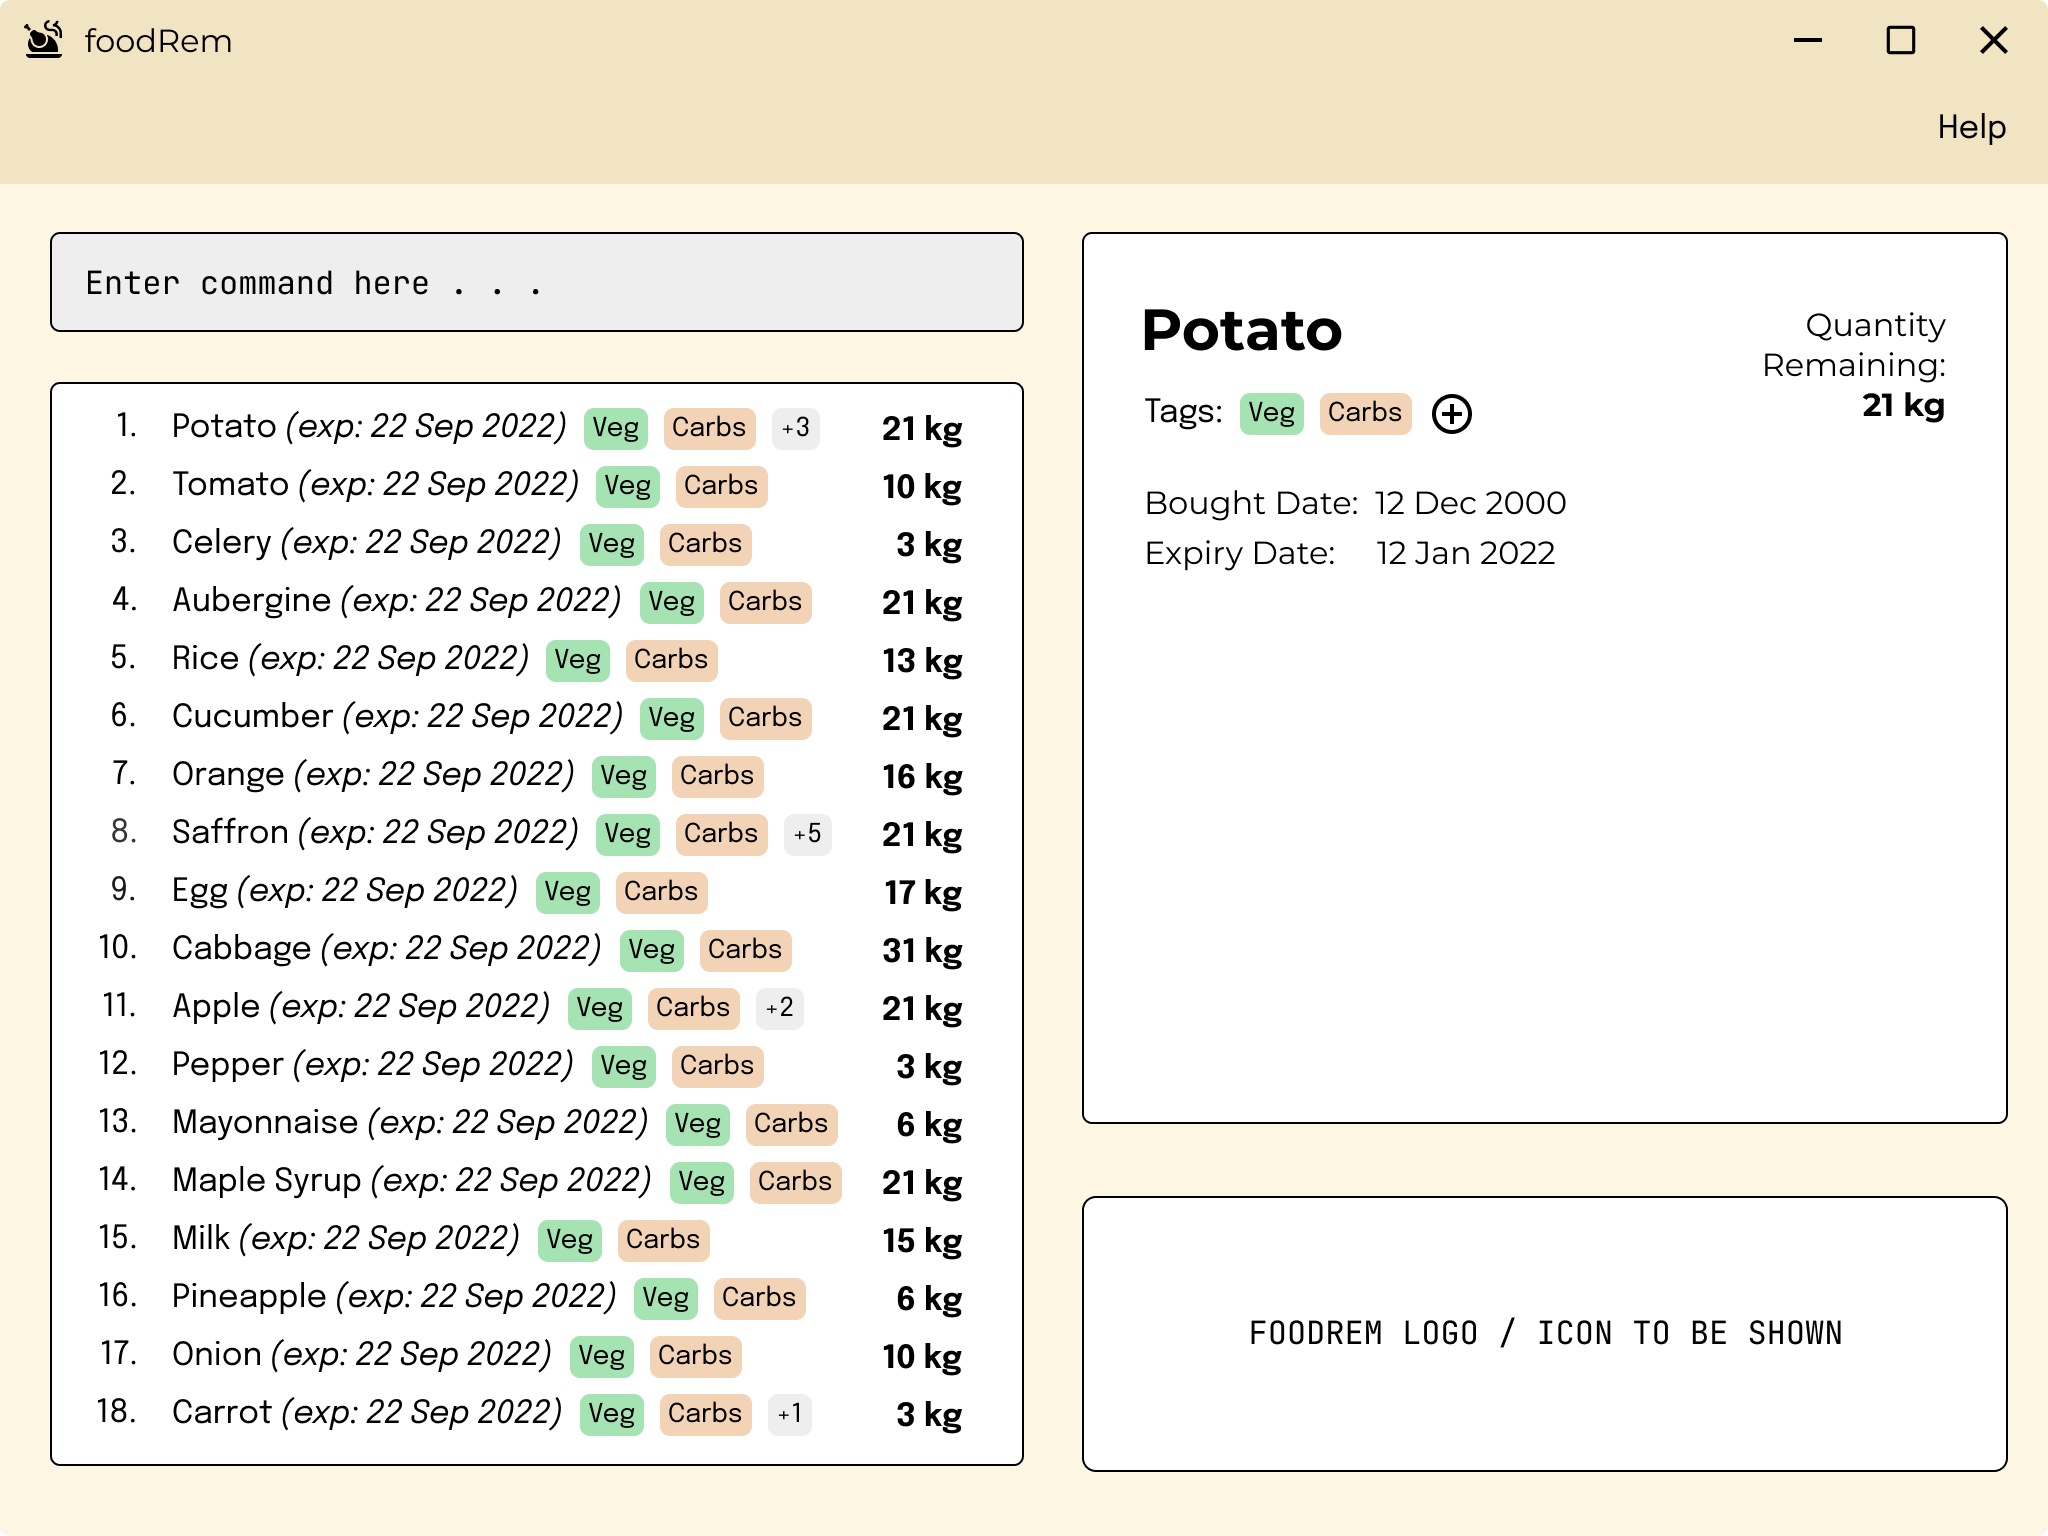 foodRem
Help
Enter command here . . .
1. Potato (exp: 22 Sep 2022) Veg Carbs +3 21 kg
2. Tomato (exp: 22 Sep 2022) Veg Carbs 10 kg
3. Celery (exp: 22 Sep 2022) Veg Carbs 3 kg
4. Aubergine (exp: 22 Sep 2022) Veg Carbs 21 kg
5. Rice (exp: 22 Sep 2022) Veg Carbs 13 kg
6. Cucumber (exp: 22 Sep 2022) Veg Carbs 21 kg
7. Orange (exp: 22 Sep 2022) Veg Carbs 16 kg
8. Saffron (exp: 22 Sep 2022) Veg Carbs +5 21 kg
9. Egg (exp: 22 Sep 2022) Veg Carbs 17 kg
10. Cabbage (exp: 22 Sep 2022) Veg Carbs 31 kg
11. Apple (exp: 22 Sep 2022) Veg Carbs +2 21 kg
12. Pepper (exp: 22 Sep 2022) Veg Carbs 3 kg
13. Mayonnaise (exp: 22 Sep 2022) Veg Carbs 6 kg
14. Maple Syrup (exp: 22 Sep 2022) Veg Carbs 21 kg
15. Milk (exp: 22 Sep 2022) Veg Carbs 15 kg
16. Pineapple (exp: 22 Sep 2022) Veg Carbs 6 kg
17. Onion (exp: 22 Sep 2022) Veg Carbs 10 kg
18. Carrot (exp: 22 Sep 2022) Veg Carbs +1 3 kg
Potato
Quantity
Remaining:
21 kg
Tags: Veg Carbs
Bought Date: 12 Dec 2000
Expiry Date: 12 Jan 2022
FOODREM LOGO / ICON TO BE SHOWN